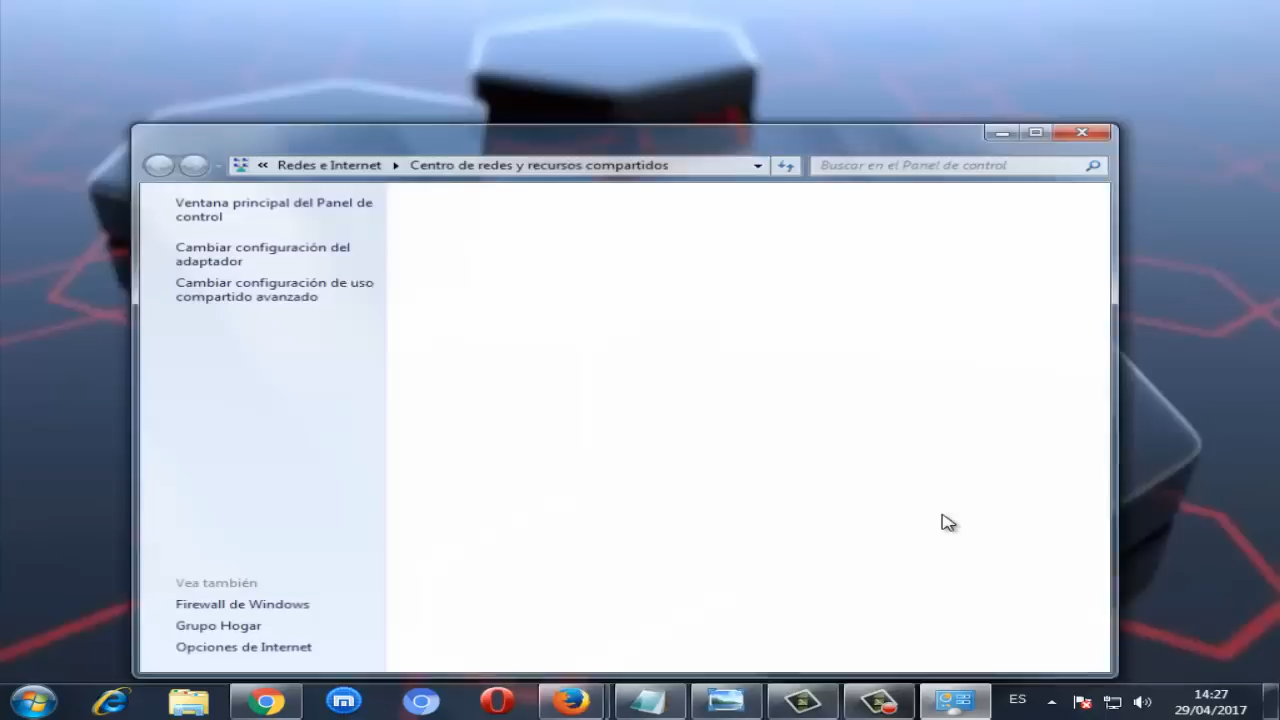 « Redes e Internet ▸ Centro de redes y recursos compartidos
Buscar en el Panel de control
Ventana principal del Panel de
control
Cambiar configuración del
adaptador
Cambiar configuración de uso
compartido avanzado
Vea también
Firewall de Windows
Grupo Hogar
Opciones de Internet
ES
14:27
29/04/2017